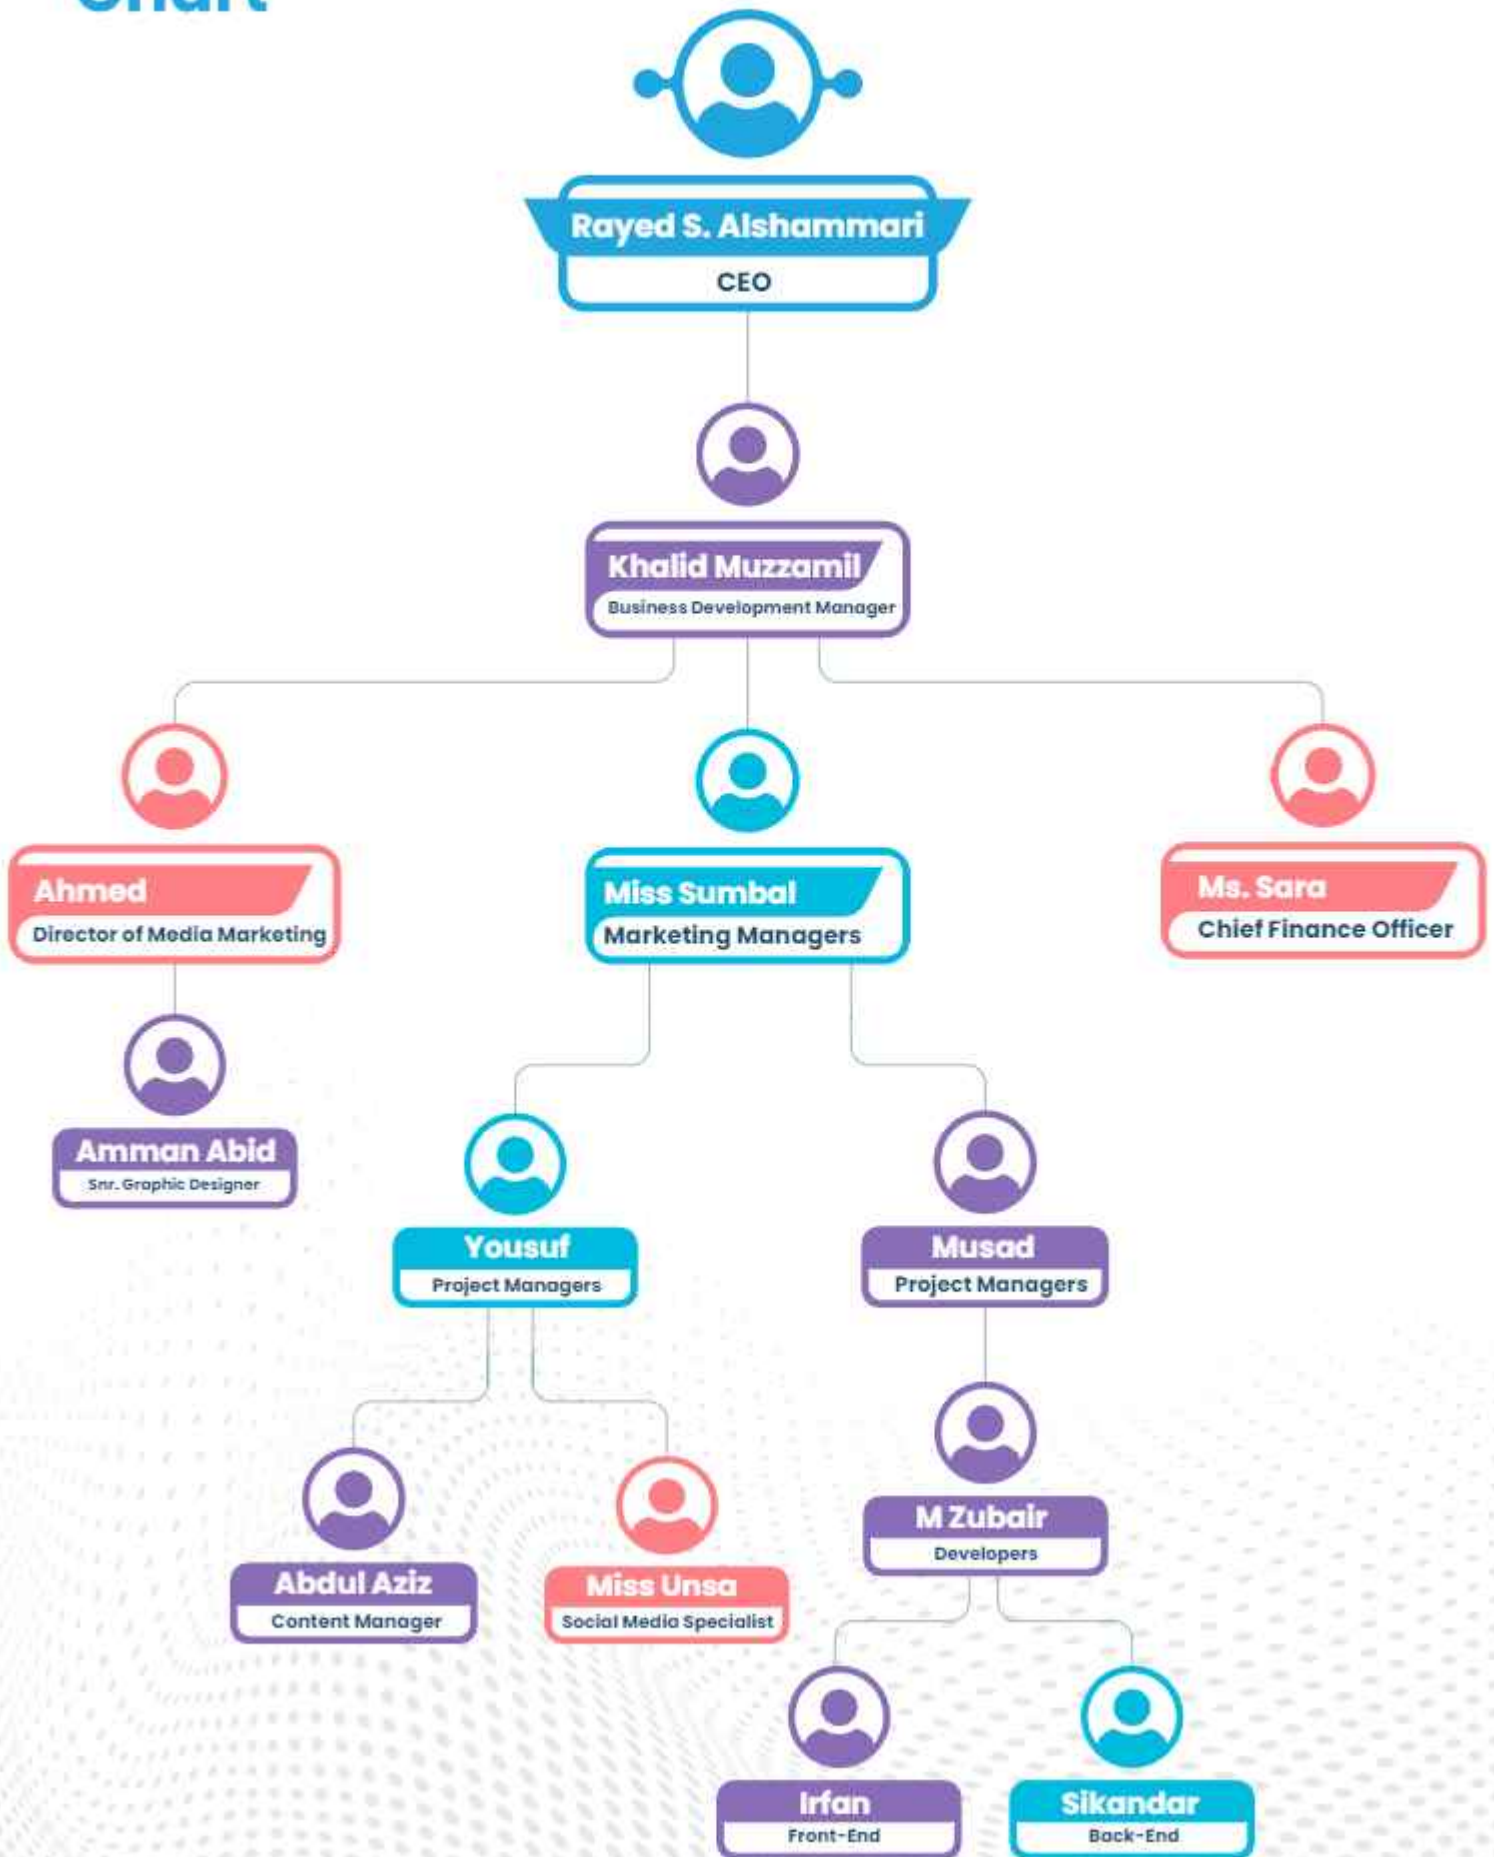 Chart
Rayed S. Alshammari
CEO
Khalid Muzzamil
Business Development Manager
Ahmed
Director of Media Marketing
Miss Sumbal
Marketing Managers
Ms. Sara
Chief Finance Officer
Amman Abid
Snr. Graphic Designer
Yousuf
Project Managers
Musad
Project Managers
Abdul Aziz
Content Manager
Miss Unsa
Social Media Specialist
M Zubair
Developers
Irfan
Front-End
Sikandar
Back-End